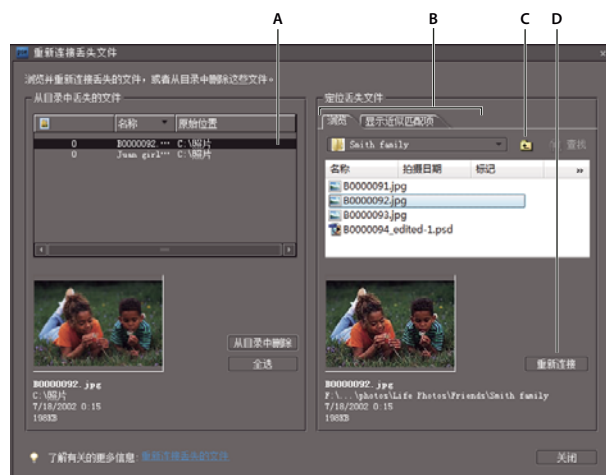 A B C D
重新连接丢失文件
浏览并重新连接丢失的文件，或者从目录中删除这些文件。
从目录中丢失的文件
名称 原始位置
0 B0000092.··· C:\照片
0 Juan girl··· C:\照片
从目录中删除
全选
B0000092.jpg
C:\照片
7/18/2002 0:15
198KB
定位丢失文件
浏览 显示近似匹配项
Smith family
查找
名称 拍摄日期 标记 »
B0000091.jpg
B0000092.jpg
B0000093.jpg
B0000094_edited-1.psd
重新连接
B0000092.jpg
F:\...\photos\Life Photos\Friends\Smith family
7/18/2002 0:15
198KB
了解有关的更多信息: 重新连接丢失的文件
关闭